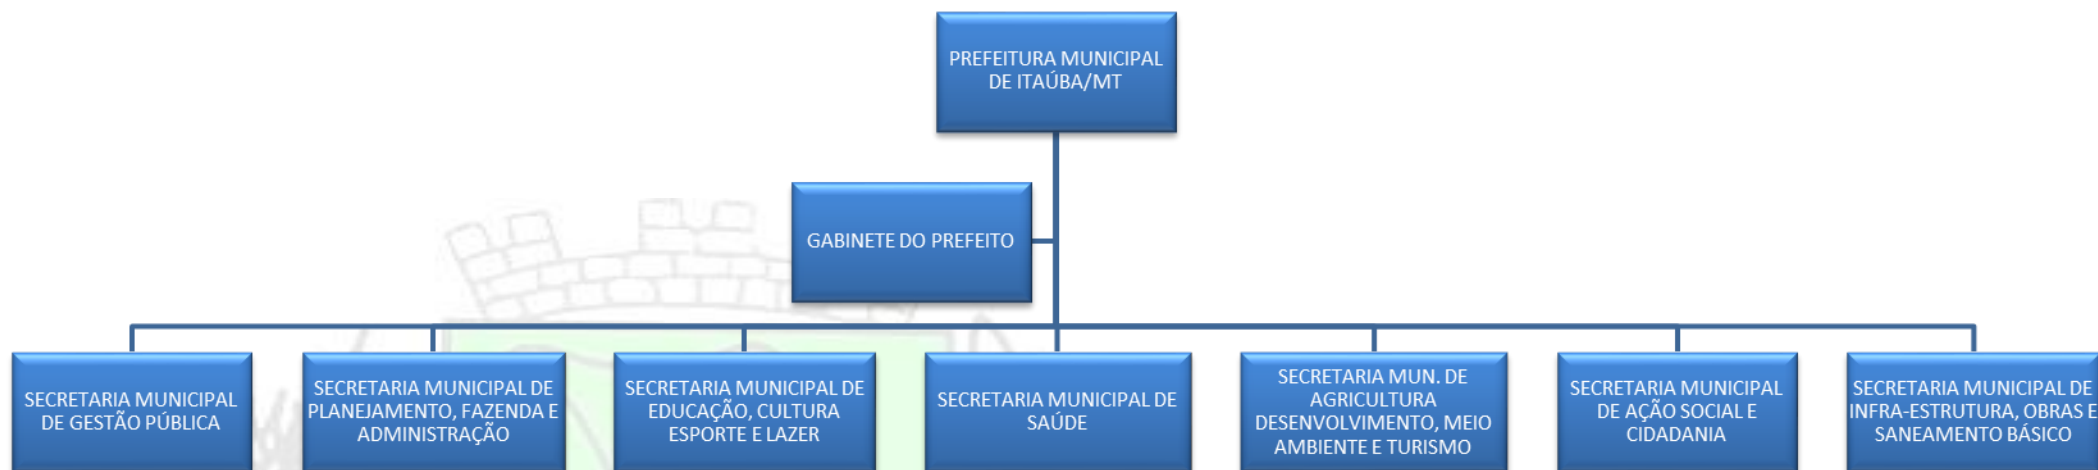 PREFEITURA MUNICIPAL
DE ITAÚBA/MT
GABINETE DO PREFEITO
SECRETARIA MUNICIPAL
DE GESTÃO PÚBLICA
SECRETARIA MUNICIPAL DE
PLANEJAMENTO, FAZENDA E
ADMINISTRAÇÃO
SECRETARIA MUNICIPAL DE
EDUCAÇÃO, CULTURA
ESPORTE E LAZER
SECRETARIA MUNICIPAL DE
SAÚDE
SECRETARIA MUN. DE
AGRICULTURA
DESENVOLVIMENTO, MEIO
AMBIENTE E TURISMO
SECRETARIA MUNICIPAL
DE AÇÃO SOCIAL E
CIDADANIA
SECRETARIA MUNICIPAL DE
INFRA-ESTRUTURA, OBRAS E
SANEAMENTO BÁSICO